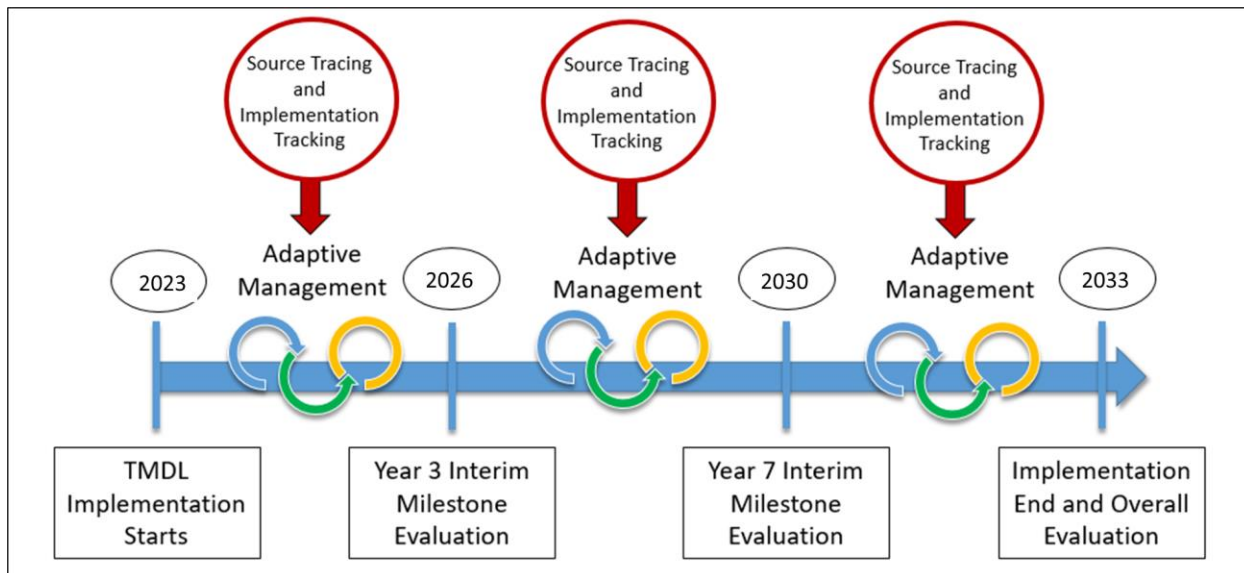 Source Tracing
and
Implementation
Tracking
Source Tracing
and
Implementation
Tracking
Source Tracing
and
Implementation
Tracking
2023
Adaptive
Management
2026
Adaptive
Management
2030
Adaptive
Management
2033
TMDL
Implementation
Starts
Year 3 Interim
Milestone
Evaluation
Year 7 Interim
Milestone
Evaluation
Implementation
End and Overall
Evaluation